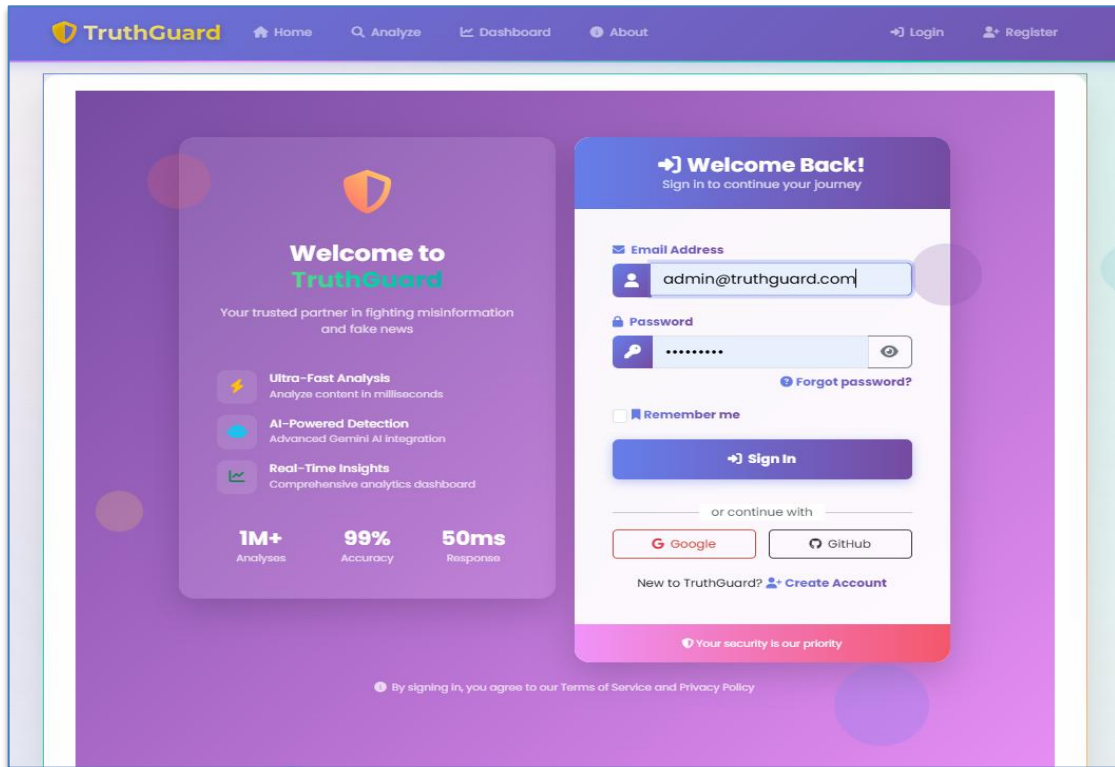 TruthGuard
Home
Analyze
Dashboard
About
Login
Register
Welcome to
TruthGuard
Your trusted partner in fighting misinformation
and fake news
Ultra-Fast Analysis
Analyze content in milliseconds
AI-Powered Detection
Advanced Gemini AI integration
Real-Time Insights
Comprehensive analytics dashboard
1M+
Analyses
99%
Accuracy
50ms
Response
Welcome Back!
Sign in to continue your journey
Email Address
admin@truthguard.com
Password
•••••••••
Forgot password?
Remember me
Sign In
or continue with
Google
GitHub
New to TruthGuard? Create Account
Your security is our priority
By signing in, you agree to our Terms of Service and Privacy Policy